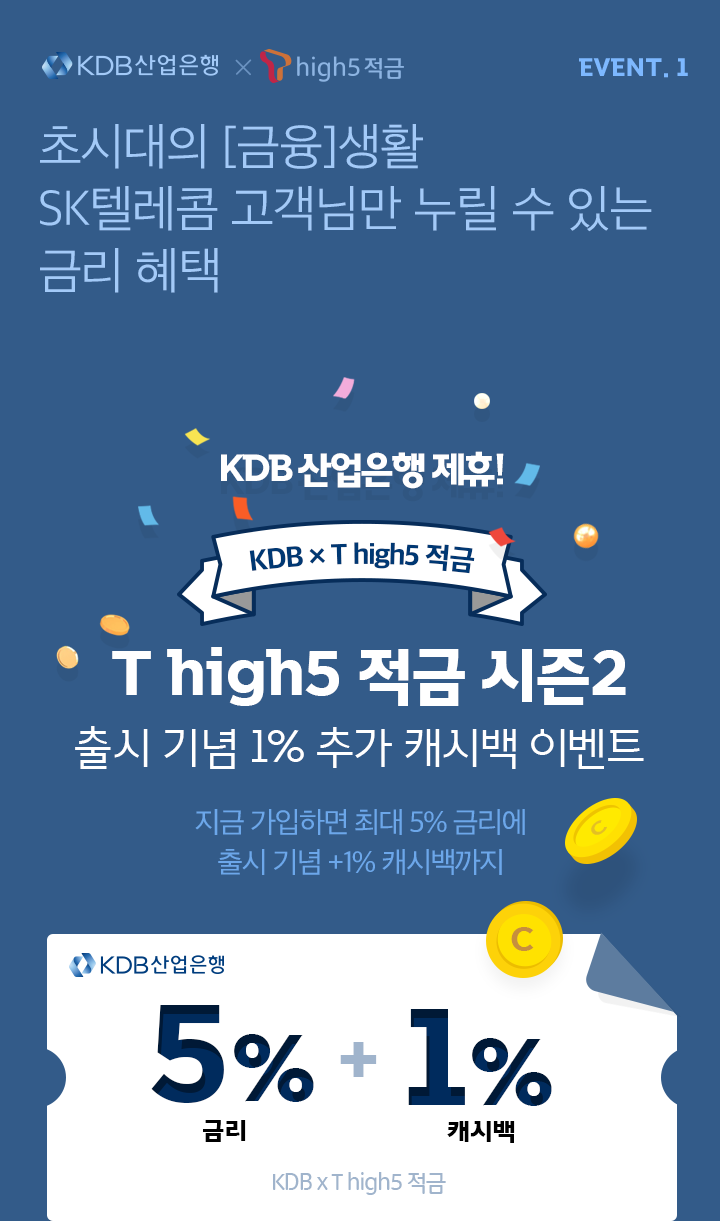 KDB산업은행 × T high5 적금
EVENT. 1
초시대의 [금융]생활
SK텔레콤 고객님만 누릴 수 있는
금리 혜택
KDB 산업은행 제휴!
KDB × T high5 적금
T high5 적금 시즌2
출시 기념 1% 추가 캐시백 이벤트
지금 가입하면 최대 5% 금리에
출시 기념 +1% 캐시백까지
C
C
KDB산업은행
5% + 1%
금리 캐시백
KDB x T high5 적금